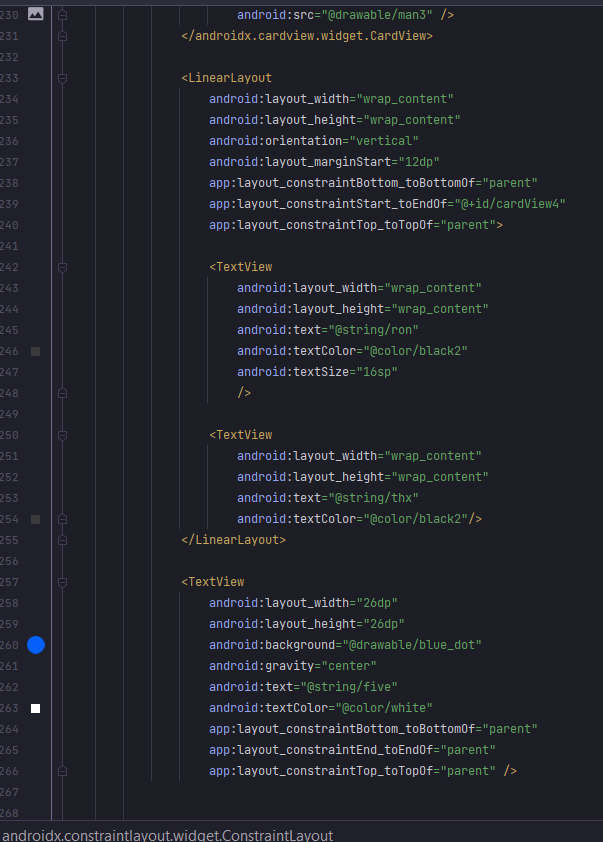 230 android:src="@drawable/man3" />
231 </androidx.cardview.widget.CardView>
232
233 <LinearLayout
234 android:layout_width="wrap_content"
235 android:layout_height="wrap_content"
236 android:orientation="vertical"
237 android:layout_marginStart="12dp"
238 app:layout_constraintBottom_toBottomOf="parent"
239 app:layout_constraintStart_toEndOf="@+id/cardView4"
240 app:layout_constraintTop_toTopOf="parent">
241
242 <TextView
243 android:layout_width="wrap_content"
244 android:layout_height="wrap_content"
245 android:text="@string/ron"
246 android:textColor="@color/black2"
247 android:textSize="16sp"
248 />
249
250 <TextView
251 android:layout_width="wrap_content"
252 android:layout_height="wrap_content"
253 android:text="@string/thx"
254 android:textColor="@color/black2"/>
255 </LinearLayout>
256
257 <TextView
258 android:layout_width="26dp"
259 android:layout_height="26dp"
260 android:background="@drawable/blue_dot"
261 android:gravity="center"
262 android:text="@string/five"
263 android:textColor="@color/white"
264 app:layout_constraintBottom_toBottomOf="parent"
265 app:layout_constraintEnd_toEndOf="parent"
266 app:layout_constraintTop_toTopOf="parent" />
267
268
androidx.constraintlayout.widget.ConstraintLayout